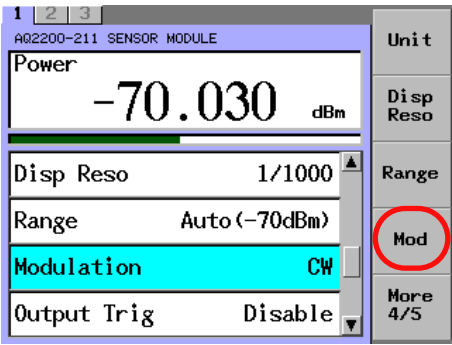 1 2 3
AQ2200-211 SENSOR MODULE
Power
-70.030 dBm
Disp Reso 1/1000
Range Auto(-70dBm)
Modulation CW
Output Trig Disable
Unit
Disp
Reso
Range
Mod
More
4/5